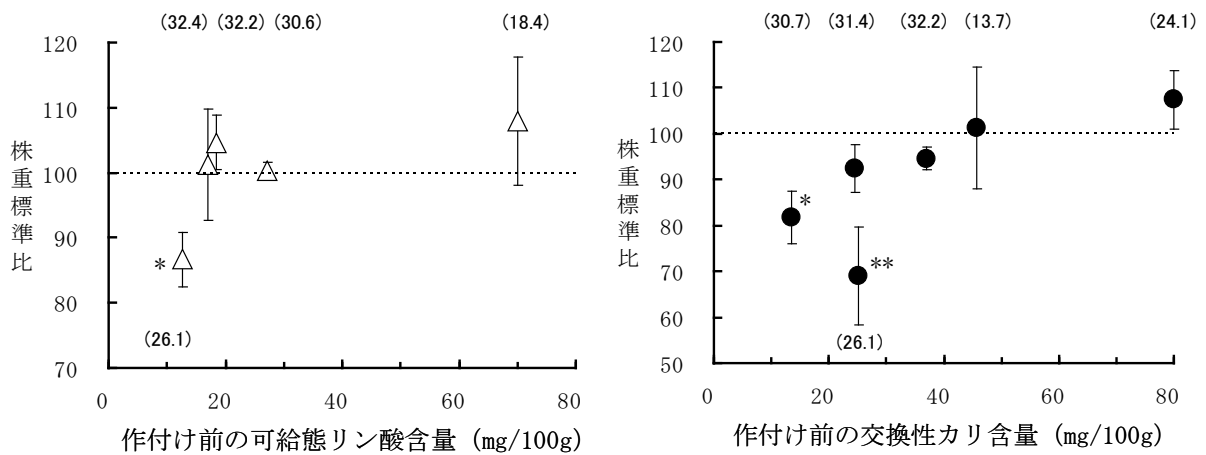 （32.4）（32.2）（30.6） （18.4）
120
110
100
90
80
70
株重標準比
*
（26.1）
0 20 40 60 80
作付け前の可給態リン酸含量（mg/100g）
（30.7） （31.4） （32.2） （13.7） （24.1）
120
110
100
90
80
70
60
50
株重標準比
*
**
（26.1）
0 20 40 60 80
作付け前の交換性カリ含量（mg/100g）